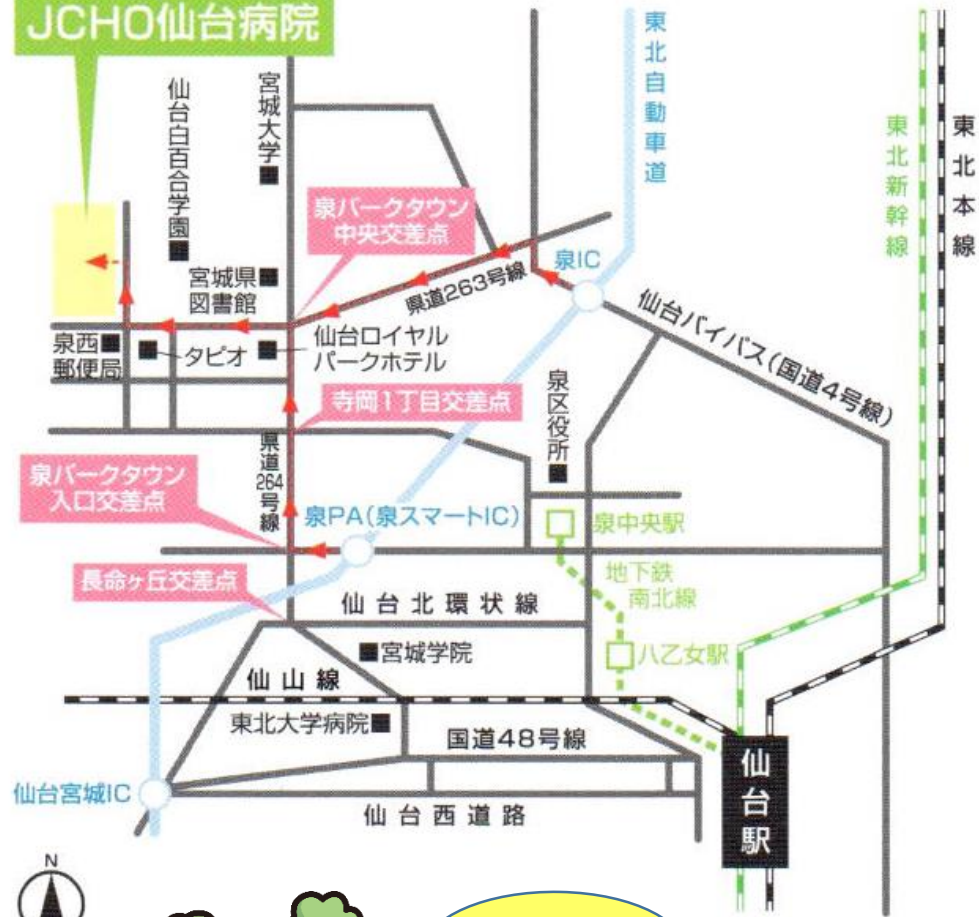 JCHO仙台病院
東北自動車道
宮城大学
仙台白百合学園
東北新幹線
東北本線
泉パークタウン
中央交差点
泉IC
宮城県
図書館
県道263号線
仙台バイパス(国道4号線)
泉西
郵便局
タピオ
仙台ロイヤル
パークホテル
寺岡1丁目交差点
泉区役所
県道264号線
泉パークタウン
入口交差点
泉PA(泉スマートIC)
泉中央駅
長命ヶ丘交差点
地下鉄
南北線
仙台北環状線
宮城学院
八乙女駅
仙山線
東北大学病院
国道48号線
仙台駅
仙台宮城IC
仙台西道路
N